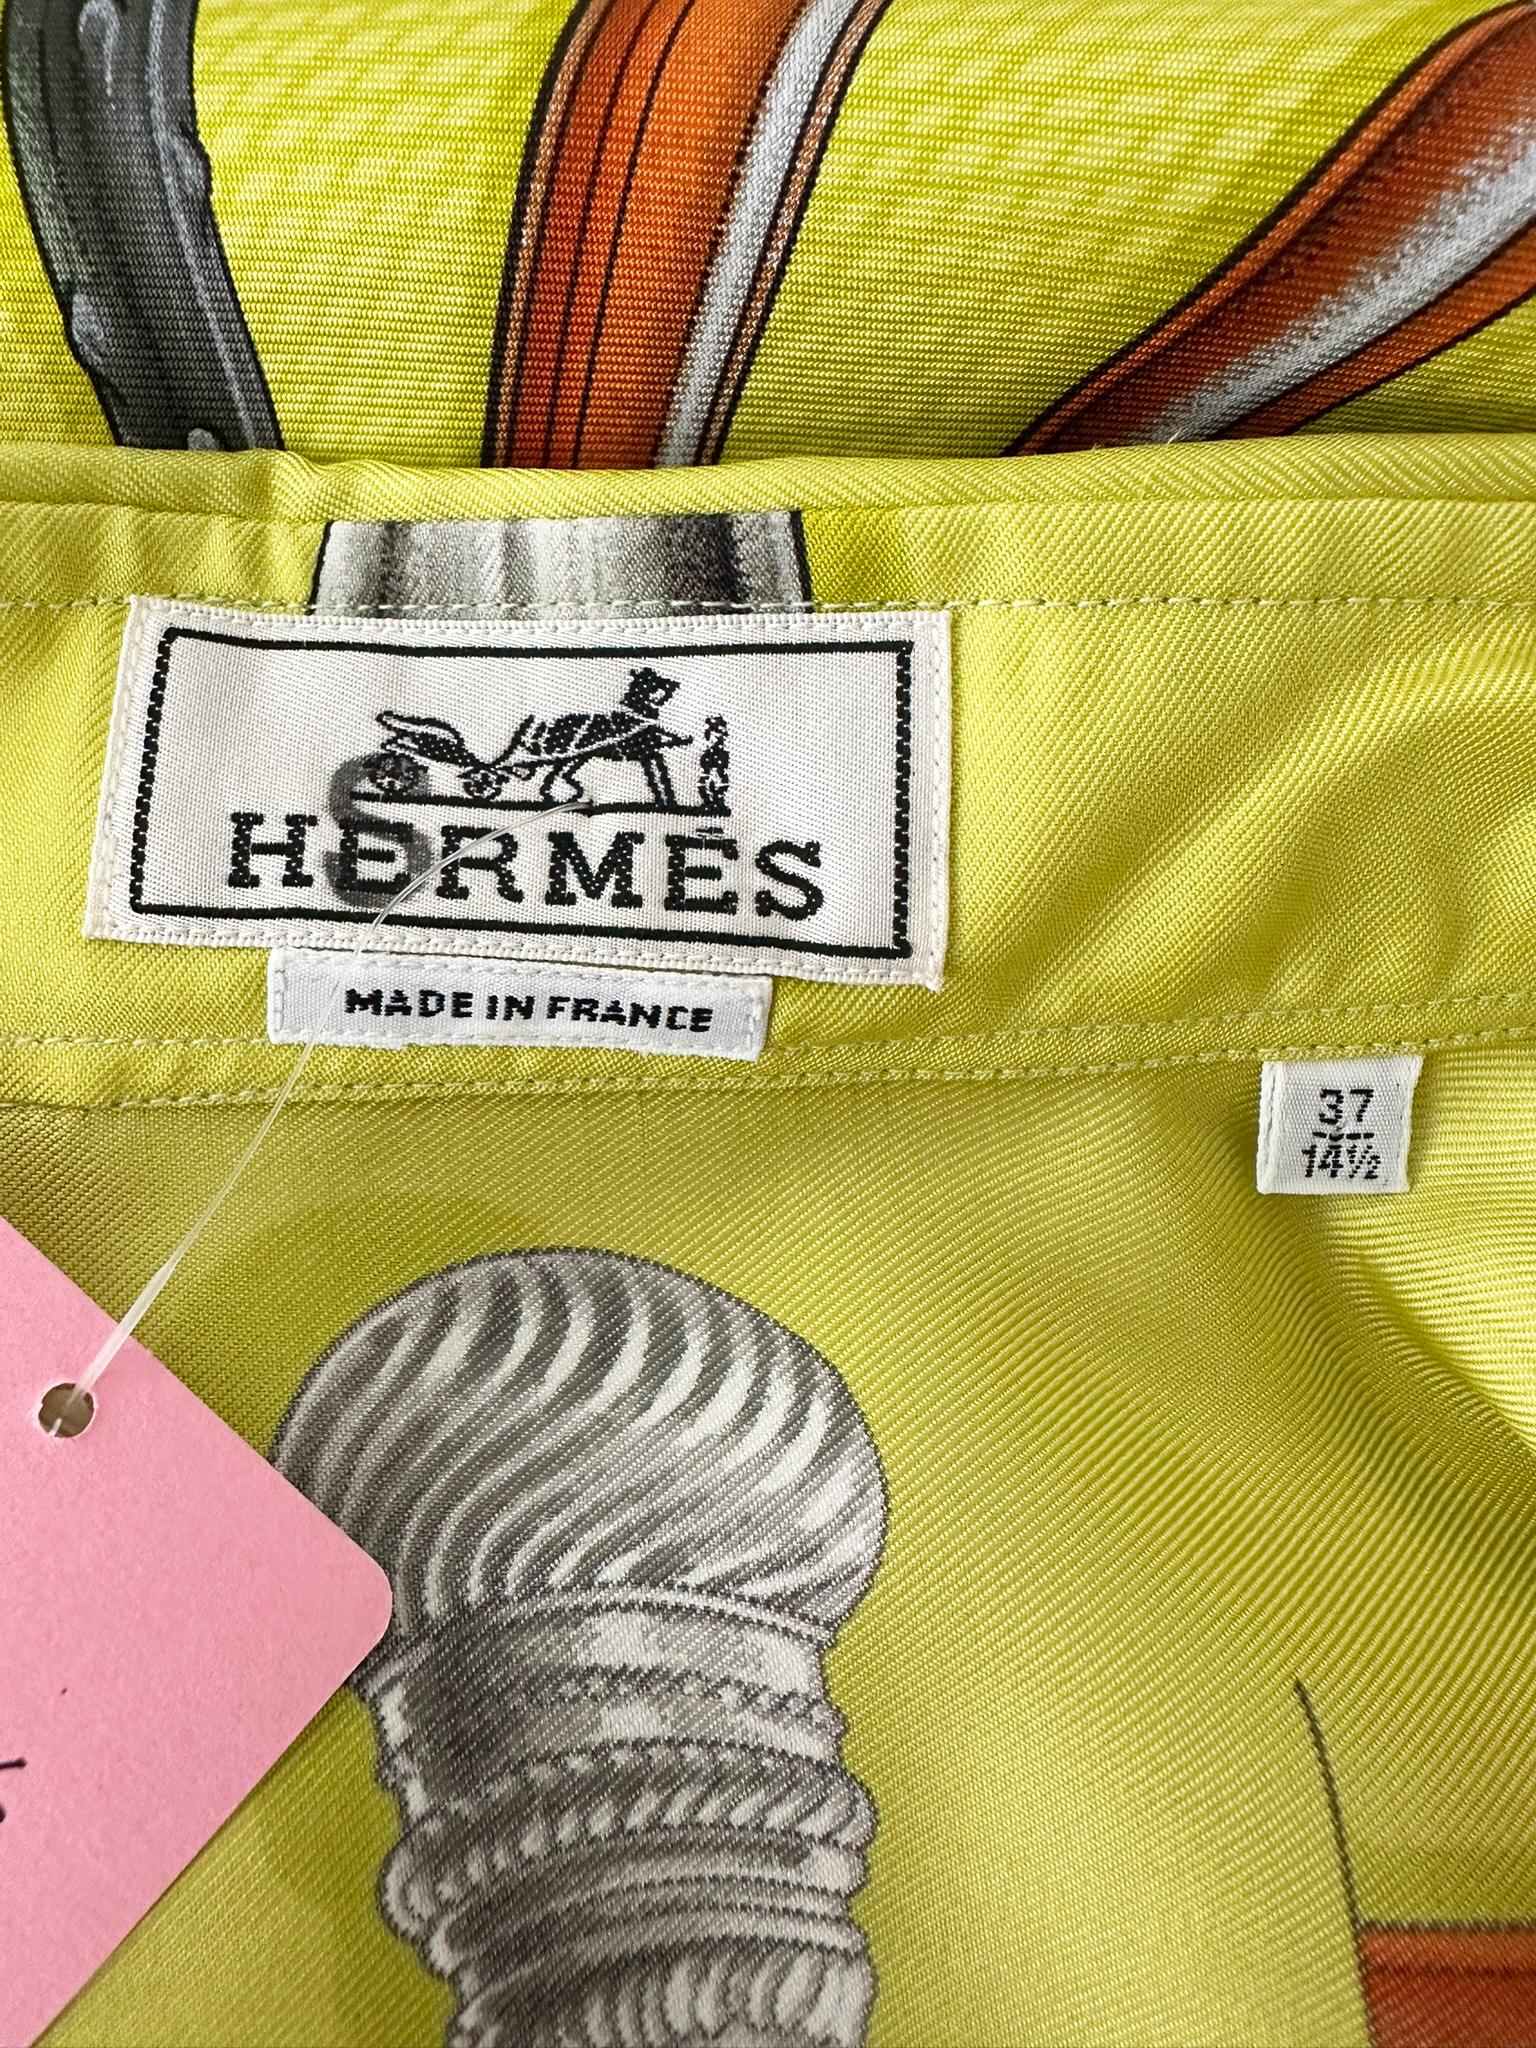 S
HERMÈS
MADE IN FRANCE
37
14½